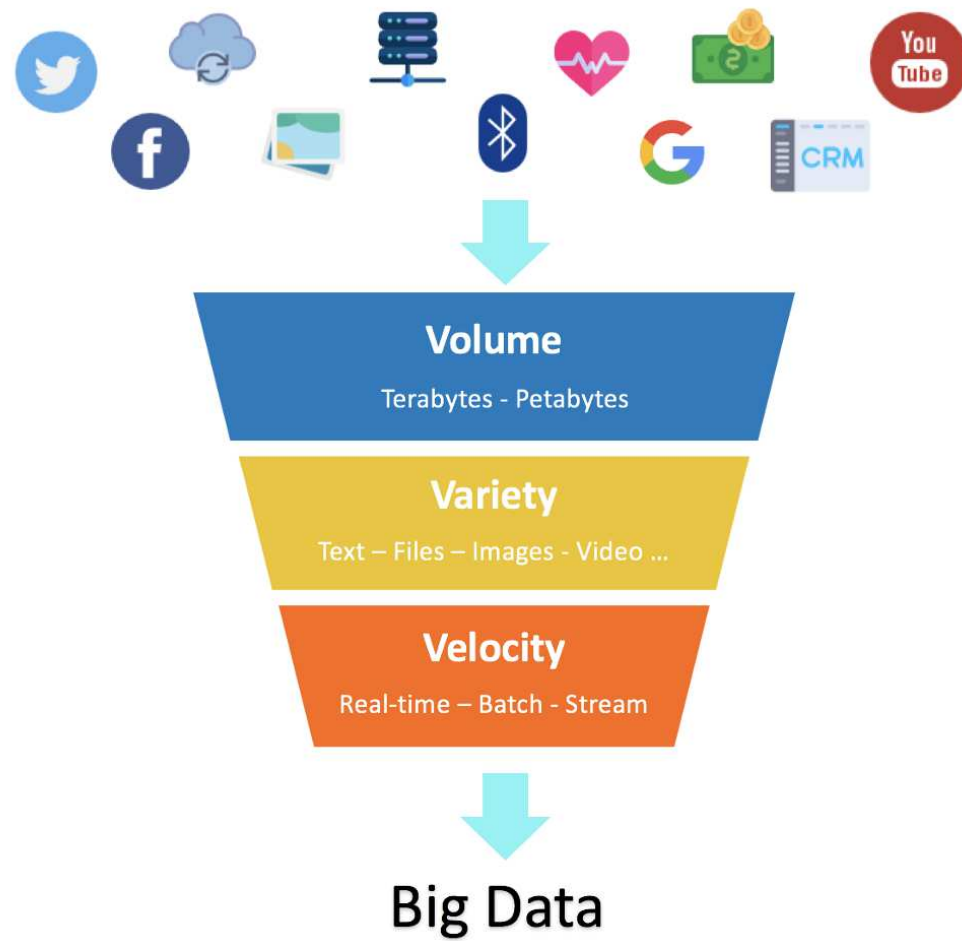 You
Tube
f
CRM
Volume
Terabytes - Petabytes
Variety
Text – Files – Images - Video ...
Velocity
Real-time – Batch - Stream
Big Data